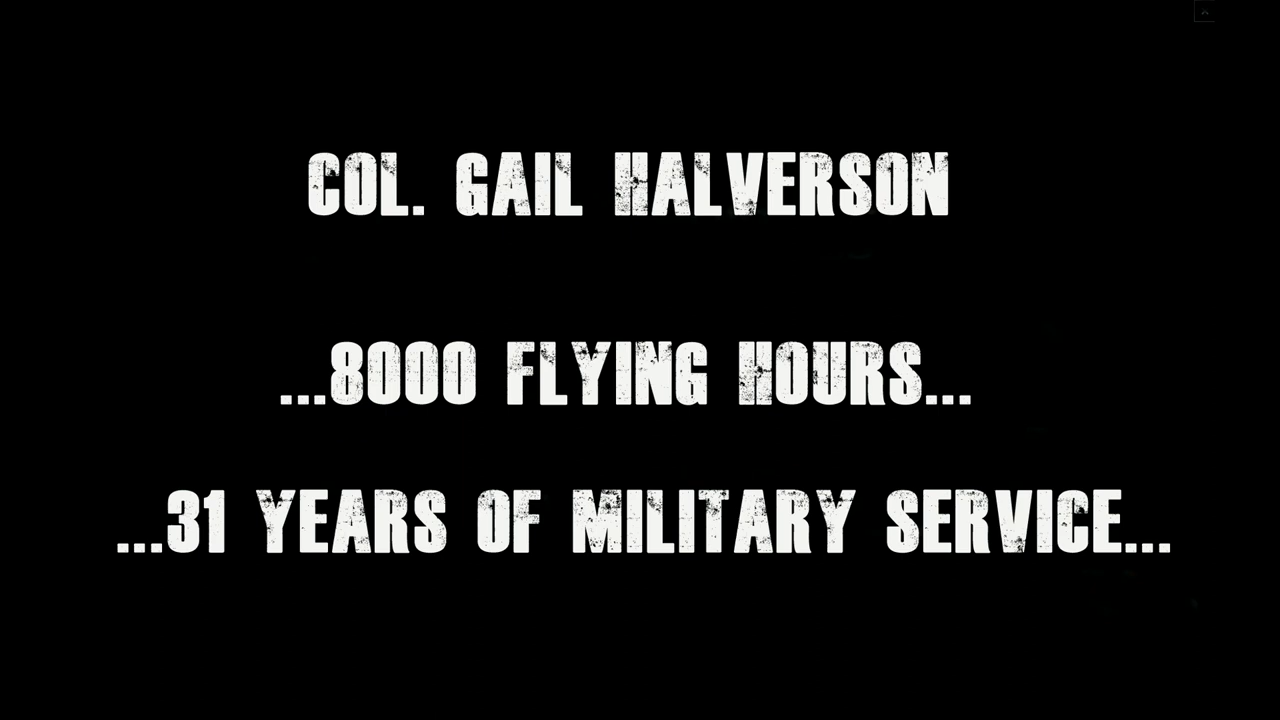 COL. GAIL HALVERSON
...8000 FLYING HOURS...
...31 YEARS OF MILITARY SERVICE...